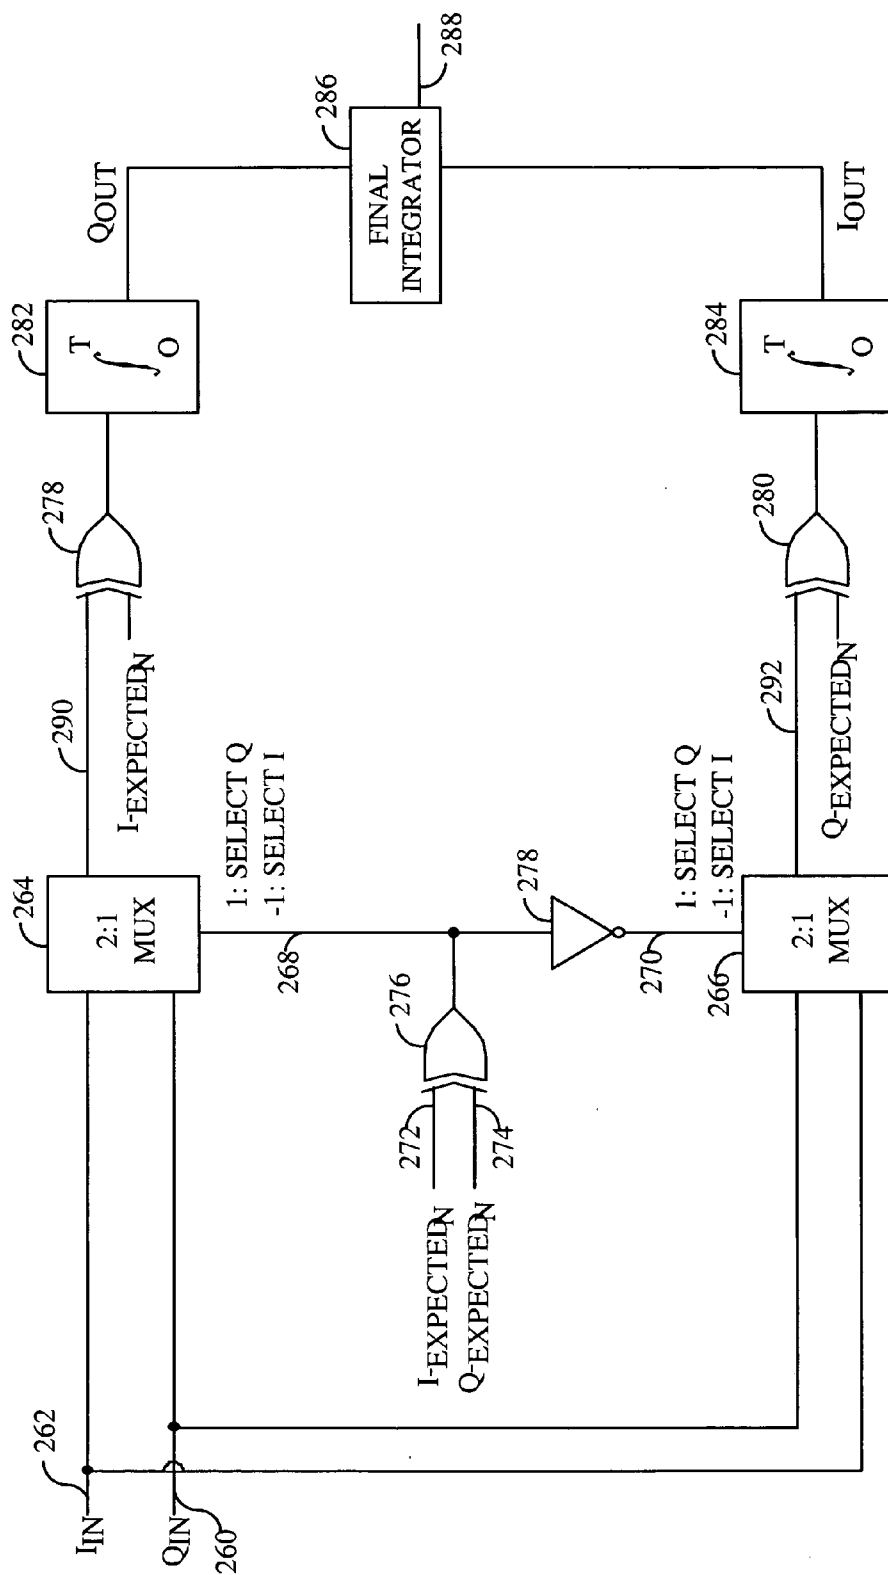 IIN
262
QIN
260
264
2:1
MUX
290
I-EXPECTEDN
278
282
T
∫
O
QOUT
1: SELECT Q
-1: SELECT I
268
I-EXPECTEDN
272
Q-EXPECTEDN
274
276
278
270
286
FINAL
INTEGRATOR
288
1: SELECT Q
-1: SELECT I
266
2:1
MUX
292
Q-EXPECTEDN
280
284
T
∫
O
IOUT